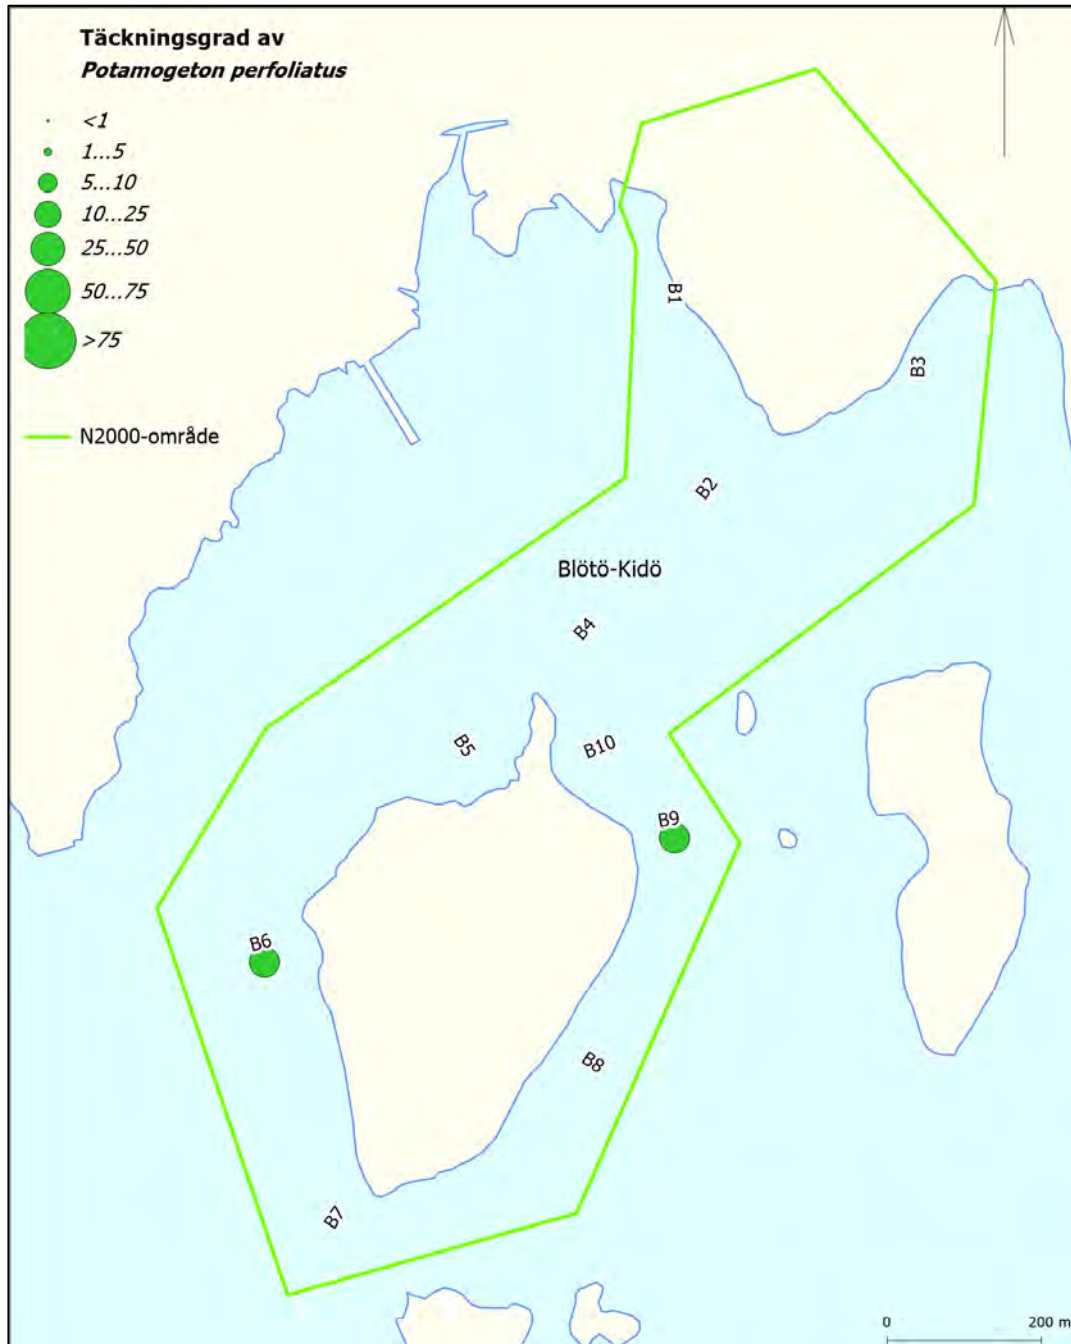 Täckningsgrad av
Potamogeton perfoliatus
<1
1...5
5...10
10...25
25...50
50...75
>75
N2000-område
B1
B3
B2
Blötö-Kidö
B4
B5
B10
B9
B6
B8
B7
0 200 m